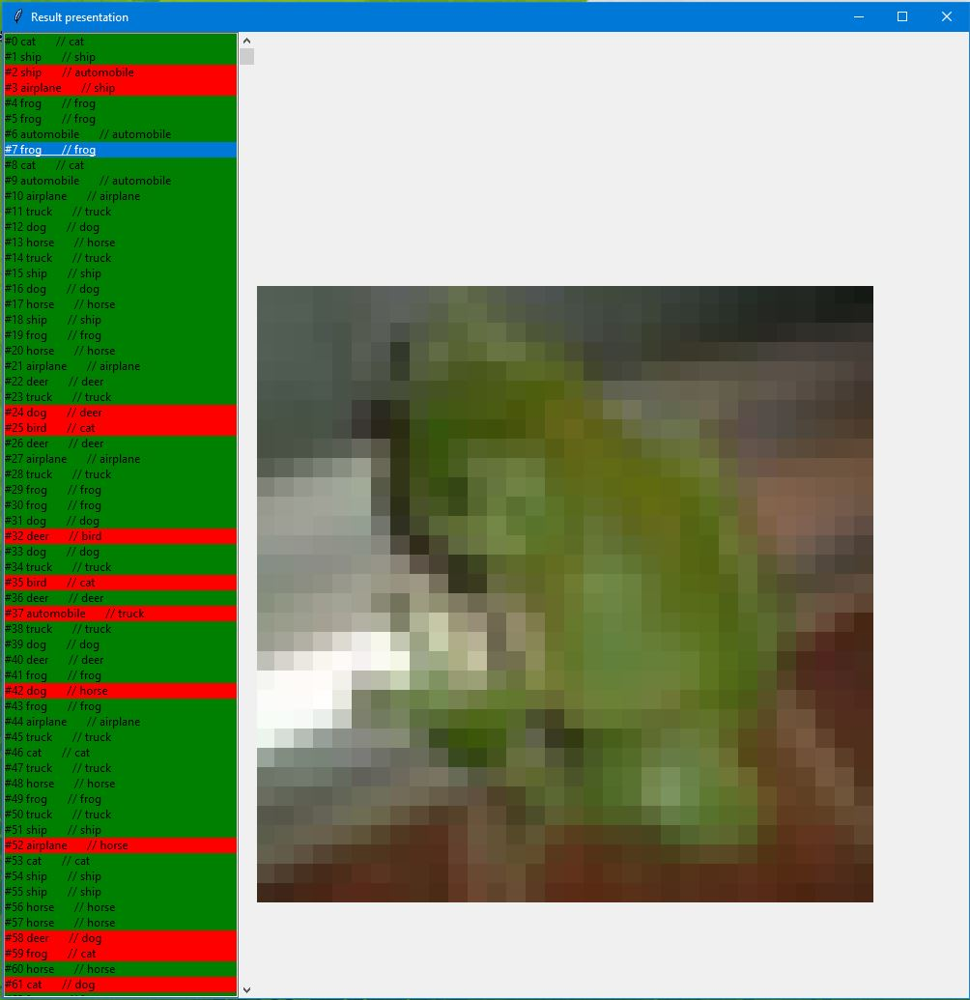 Result presentation
#0 cat // cat
#1 ship // ship
#2 ship // automobile
#3 airplane // ship
#4 frog // frog
#5 frog // frog
#6 automobile // automobile
#7 frog // frog
#8 cat // cat
#9 automobile // automobile
#10 airplane // airplane
#11 truck // truck
#12 dog // dog
#13 horse // horse
#14 truck // truck
#15 ship // ship
#16 dog // dog
#17 horse // horse
#18 ship // ship
#19 frog // frog
#20 horse // horse
#21 airplane // airplane
#22 deer // deer
#23 truck // truck
#24 dog // deer
#25 bird // cat
#26 deer // deer
#27 airplane // airplane
#28 truck // truck
#29 frog // frog
#30 frog // frog
#31 dog // dog
#32 deer // bird
#33 dog // dog
#34 truck // truck
#35 bird // cat
#36 deer // deer
#37 automobile // truck
#38 truck // truck
#39 dog // dog
#40 deer // deer
#41 frog // frog
#42 dog // horse
#43 frog // frog
#44 airplane // airplane
#45 truck // truck
#46 cat // cat
#47 truck // truck
#48 horse // horse
#49 frog // frog
#50 truck // truck
#51 ship // ship
#52 airplane // horse
#53 cat // cat
#54 ship // ship
#55 ship // ship
#56 horse // horse
#57 horse // horse
#58 deer // dog
#59 frog // cat
#60 horse // horse
#61 cat // dog